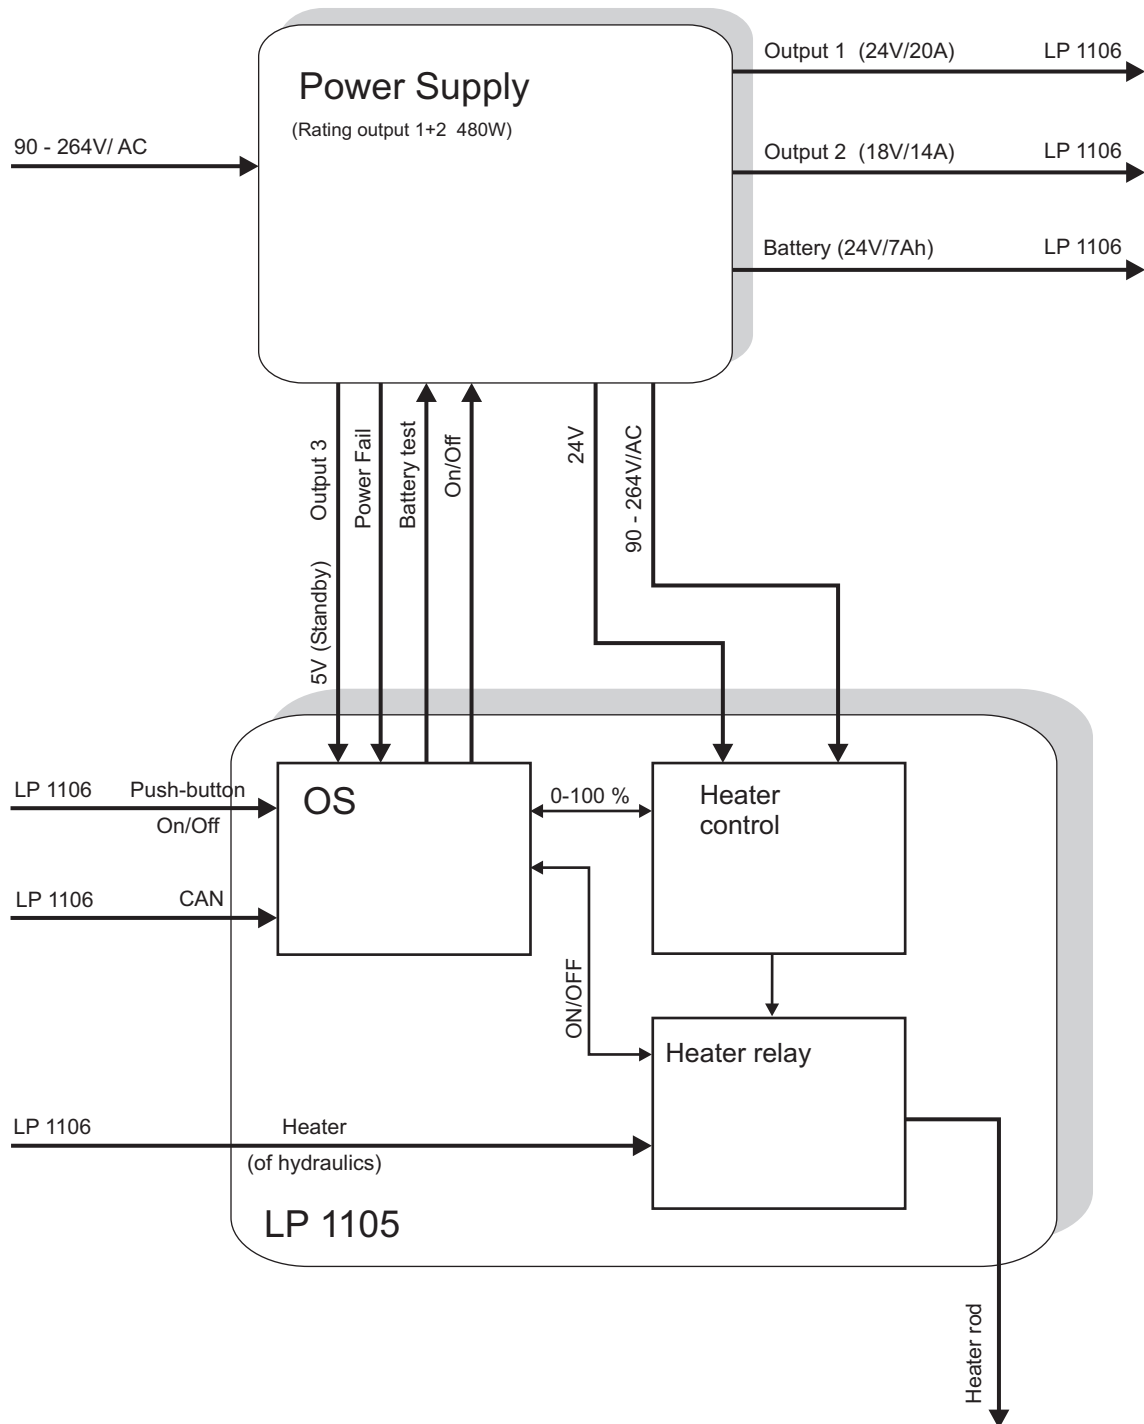 Output 1 (24V/20A) LP 1106
Power Supply
(Rating output 1+2 480W)
90 - 264V/ AC
Output 2 (18V/14A) LP 1106
Battery (24V/7Ah) LP 1106
5V (Standby) Output 3
Power Fail
Battery test
On/Off
24V
90 - 264V/AC
LP 1106 Push-button
On/Off
OS
0-100 %
Heater
control
LP 1106 CAN
ON/OFF
Heater relay
LP 1106 Heater
(of hydraulics)
LP 1105
Heater rod